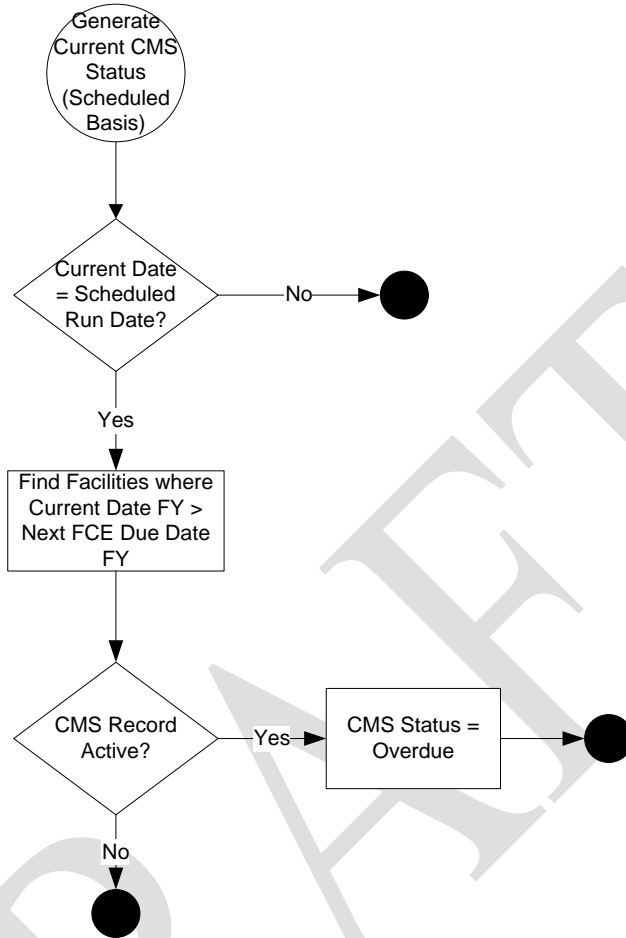 Generate
Current CMS
Status
(Scheduled
Basis)
Current Date
= Scheduled
Run Date?
No
Yes
Find Facilities where
Current Date FY >
Next FCE Due Date
FY
CMS Record
Active?
Yes
CMS Status =
Overdue
No
DRAFT